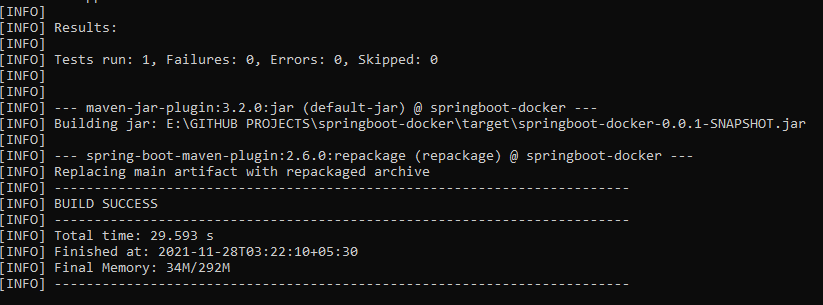 [INFO]
[INFO] Results:
[INFO]
[INFO] Tests run: 1, Failures: 0, Errors: 0, Skipped: 0
[INFO]
[INFO]
[INFO] --- maven-jar-plugin:3.2.0:jar (default-jar) @ springboot-docker ---
[INFO] Building jar: E:\GITHUB PROJECTS\springboot-docker\target\springboot-docker-0.0.1-SNAPSHOT.jar
[INFO]
[INFO] --- spring-boot-maven-plugin:2.6.0:repackage (repackage) @ springboot-docker ---
[INFO] Replacing main artifact with repackaged archive
[INFO] ------------------------------------------------------------------------
[INFO] BUILD SUCCESS
[INFO] ------------------------------------------------------------------------
[INFO] Total time: 29.593 s
[INFO] Finished at: 2021-11-28T03:22:10+05:30
[INFO] Final Memory: 34M/292M
[INFO] ------------------------------------------------------------------------